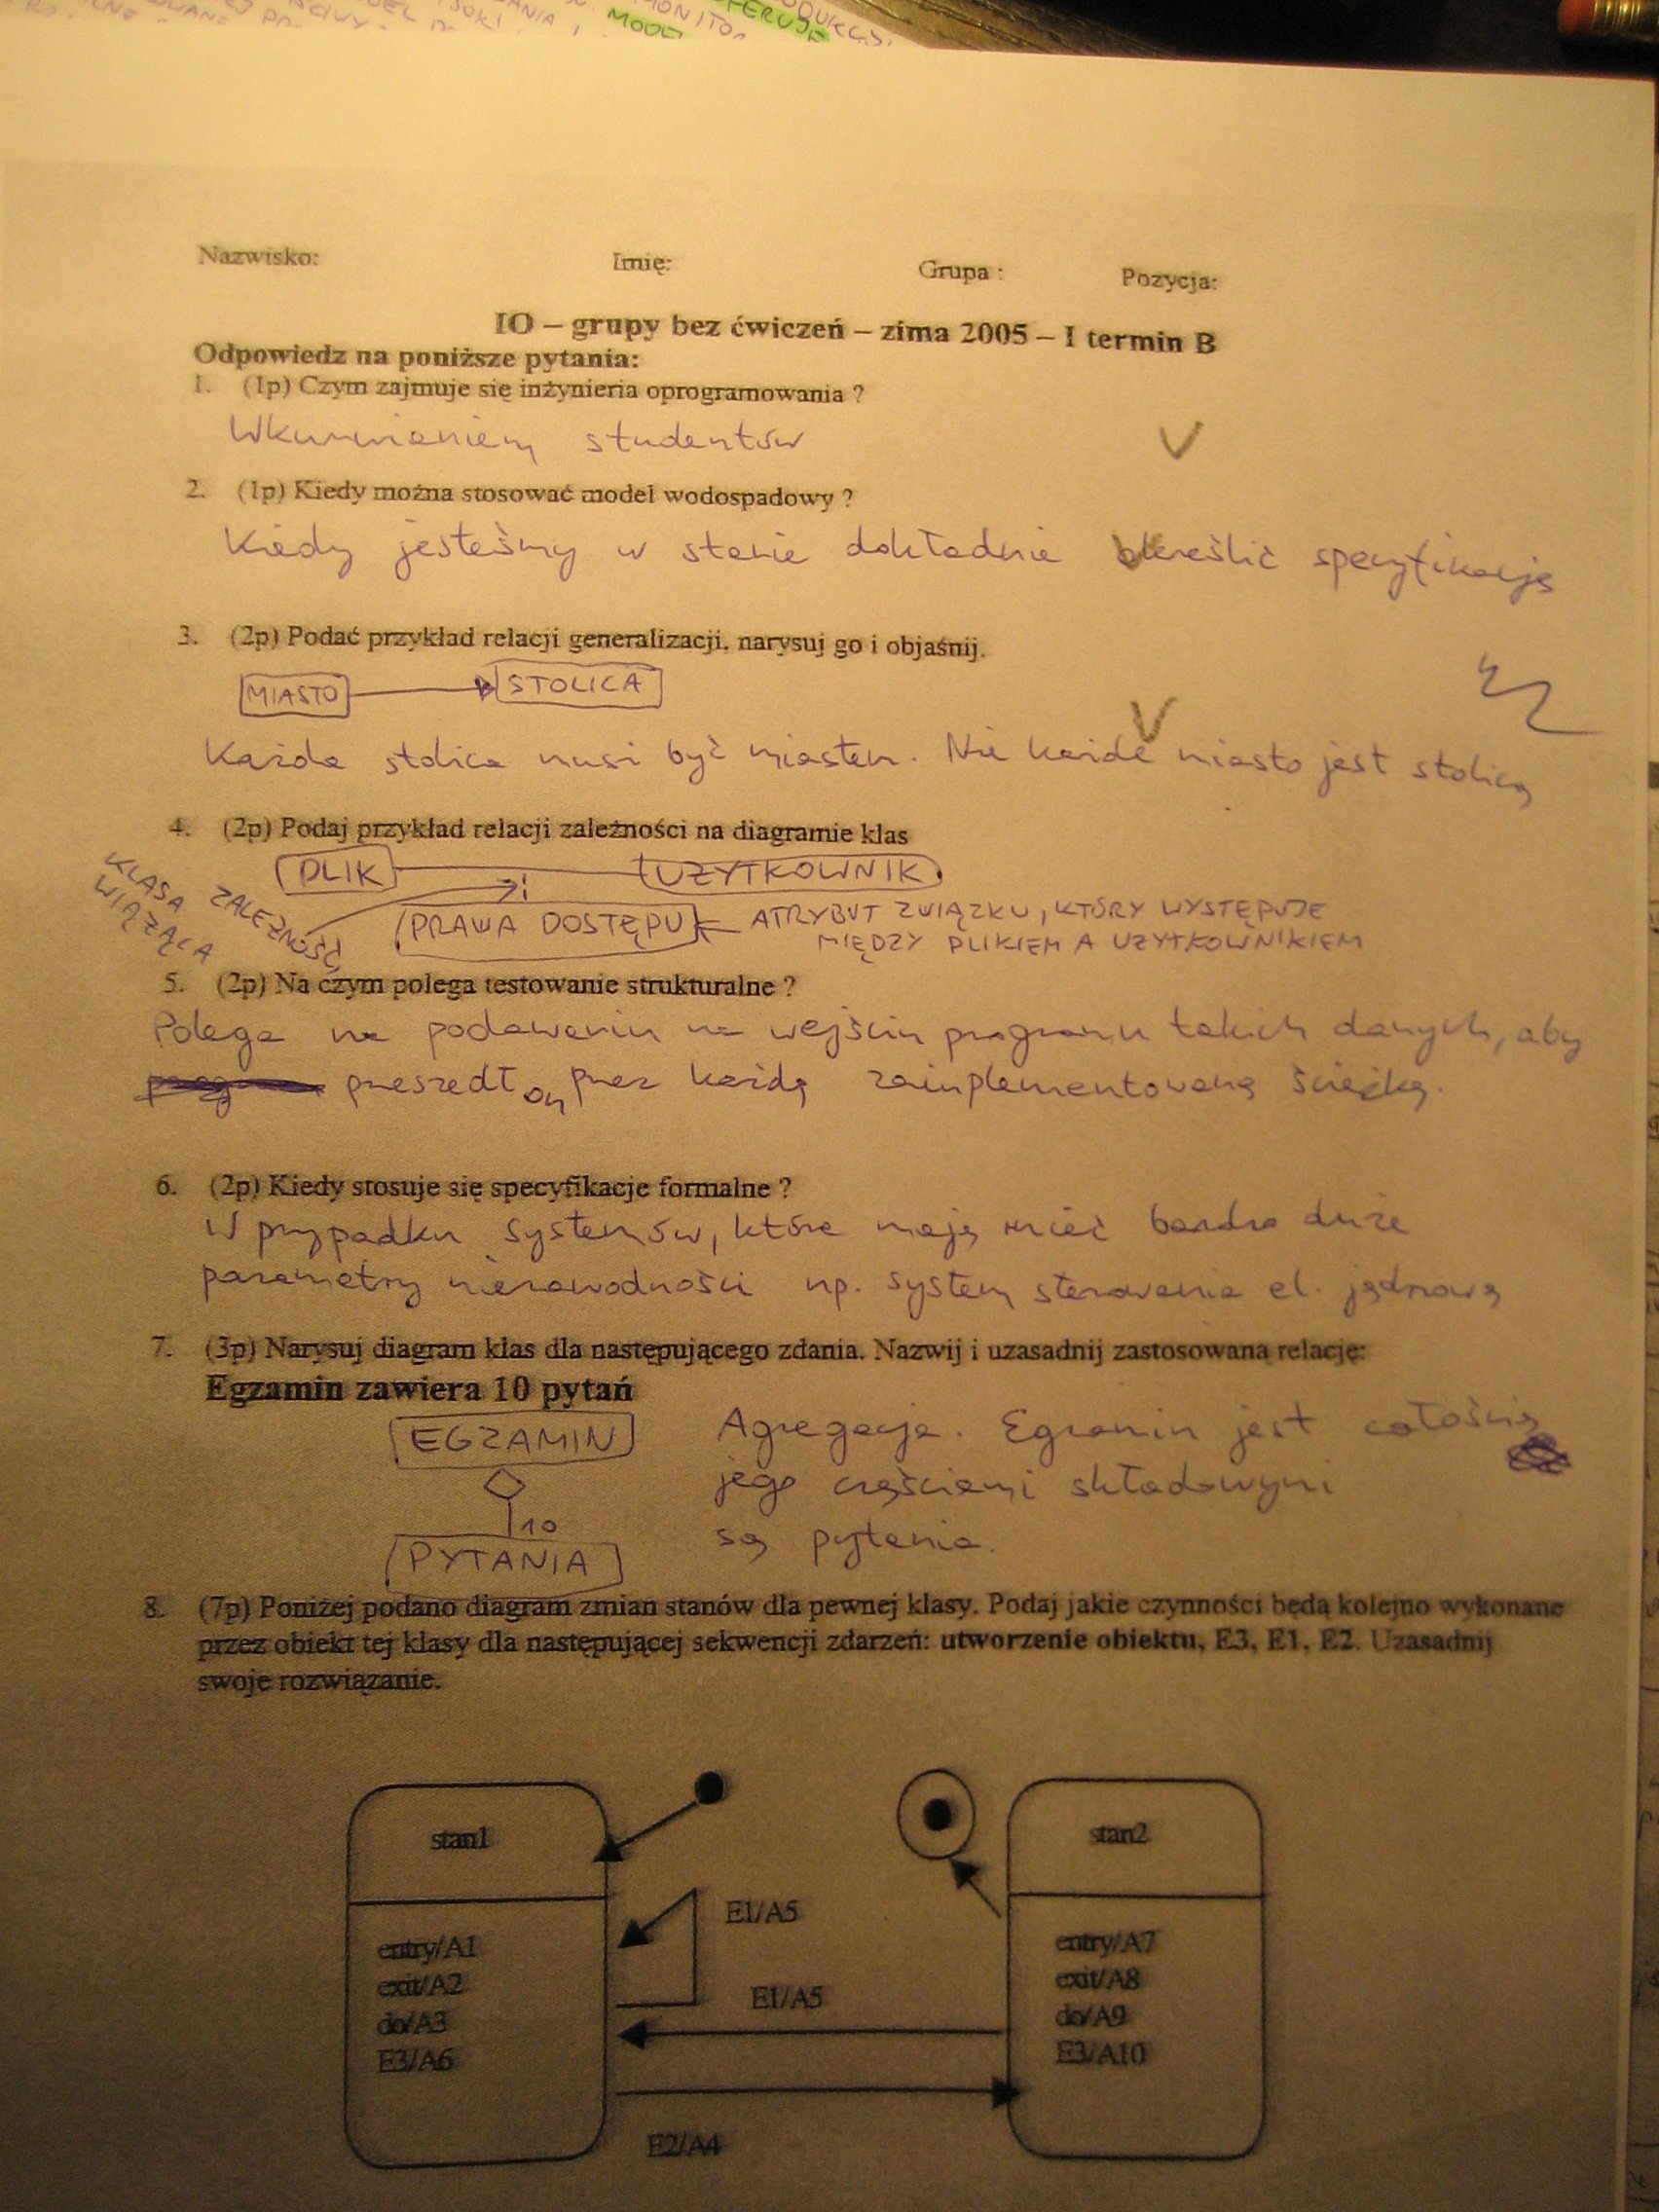 MODEL
Nazwisko: Imię: Grupa : Pozycja:
IO – grupy bez ćwiczeń – zima 2005 – I termin B
Odpowiedz na poniższe pytania:
1. (1p) Czym zajmuje się inżynieria oprogramowania ?
Wkurwieniem studentów
2. (1p) Kiedy można stosować model wodospadowy ?
Kiedy jesteśmy w stanie dokładnie określić specyfikację
3. (2p) Podać przykład relacji generalizacji, narysuj go i objaśnij.
MIASTO STOLICA
Każda stolica musi być miastem. Nie każde miasto jest stolicą
4. (2p) Podaj przykład relacji zależności na diagramie klas
PLIK UŻYTKOWNIK
KLASA WIĄŻĄCA
ZALEŻNOŚĆ
PRAWA DOSTĘPU ATRYBUT ZWIĄZKU, KTÓRY WYSTĘPUJE
MIĘDZY PLIKIEM A UŻYTKOWNIKIEM
5. (2p) Na czym polega testowanie strukturalne ?
Polega na podawaniu na wejściu programu takich danych, aby
przeszedł on przez każdą zaimplementowaną ścieżkę.
6. (2p) Kiedy stosuje się specyfikacje formalne ?
W przypadku systemów, które mają mieć bardzo duże
parametry niezawodności np. system sterowania el. jądrową
7. (3p) Narysuj diagram klas dla następującego zdania. Nazwij i uzasadnij zastosowaną relację:
Egzamin zawiera 10 pytań
EGZAMIN Agregacja. Egzamin jest całością
jego częściami składowymi
10 są pytania.
PYTANIA
8. (7p) Poniżej podano diagram zmian stanów dla pewnej klasy. Podaj jakie czynności będą kolejno wykonane
przez obiekt tej klasy dla następującej sekwencji zdarzeń: utworzenie obiektu, E3, E1, E2. Uzasadnij
swoje rozwiązanie.
stan1 stan2
E1/A5
entry/A1 entry/A7
exit/A2 exit/A8
E1/A5
do/A3 do/A9
E3/A6 E3/A10
E2/A4